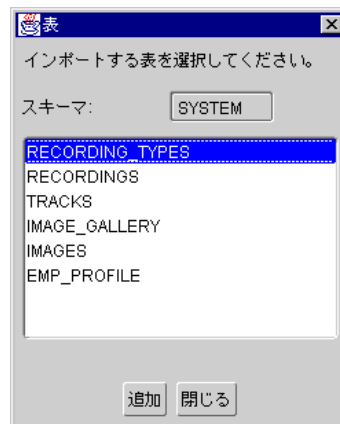 表
インポートする表を選択してください。
スキーマ: SYSTEM
RECORDING_TYPES
RECORDINGS
TRACKS
IMAGE_GALLERY
IMAGES
EMP_PROFILE
追加 閉じる